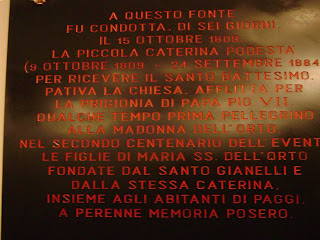 A QUESTO FONTE
FU CONDOTTA, DI SEI GIORNI,
IL 15 OTTOBRE 1809
LA PICCOLA CATERINA PODESTÀ
(9 OTTOBRE 1809 - 24 SETTEMBRE 1884)
PER RICEVERE IL SANTO BATTESIMO.
PATIVA LA CHIESA, AFFLITTA PER
LA PRIGIONIA DI PAPA PIO VII
QUALCHE TEMPO PRIMA PELLEGRINO
ALLA MADONNA DELL'ORTO.
NEL SECONDO CENTENARIO DELL'EVENT
LE FIGLIE DI MARIA SS. DELL'ORTO
FONDATE DAL SANTO GIANELLI E
DALLA STESSA CATERINA,
INSIEME AGLI ABITANTI DI PAGGI,
A PERENNE MEMORIA POSERO.